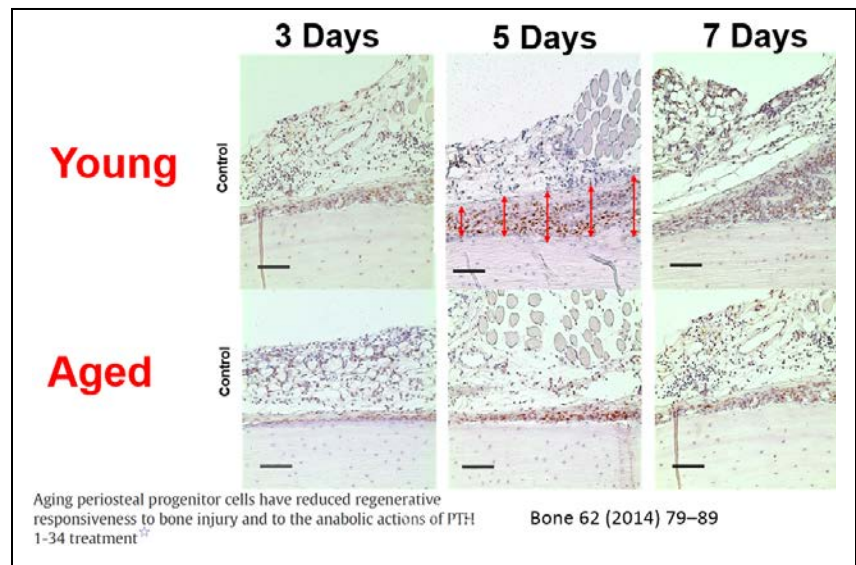 3 Days
5 Days
7 Days
Young
Control
Aged
Control
Aging periosteal progenitor cells have reduced regenerative
responsiveness to bone injury and to the anabolic actions of PTH
1-34 treatment☆
Bone 62 (2014) 79–89